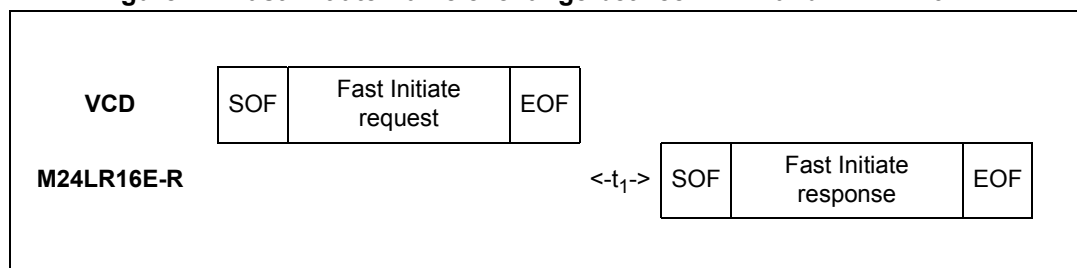 VCD SOF Fast Initiate request EOF
M24LR16E-R <-t1-> SOF Fast Initiate response EOF